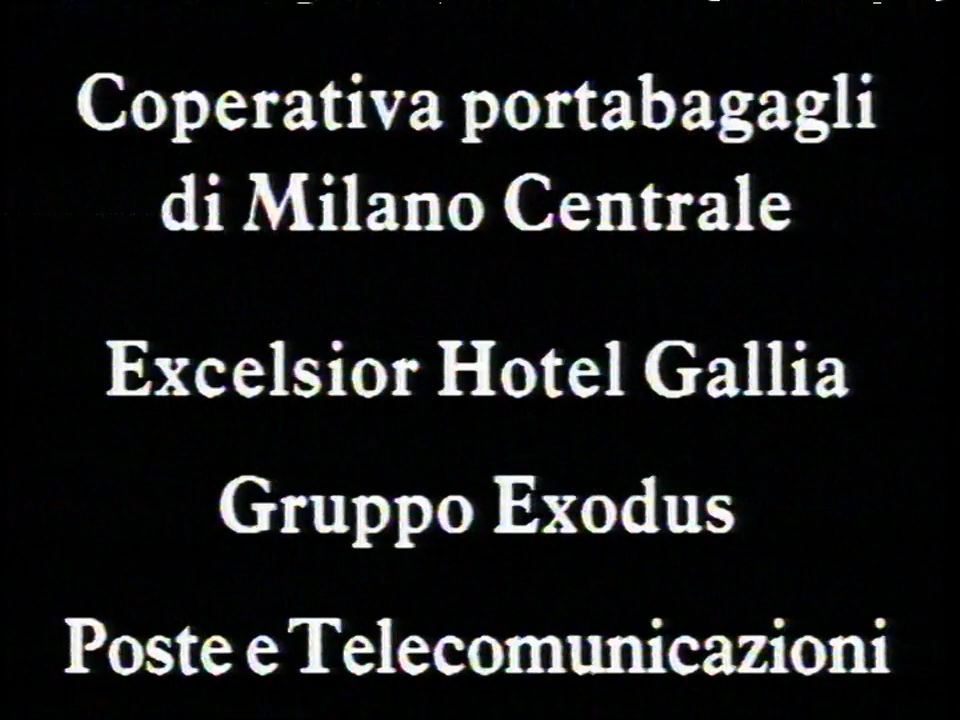 Coperativa portabagagli
di Milano Centrale
Excelsior Hotel Gallia
Gruppo Exodus
Poste e Telecomunicazioni